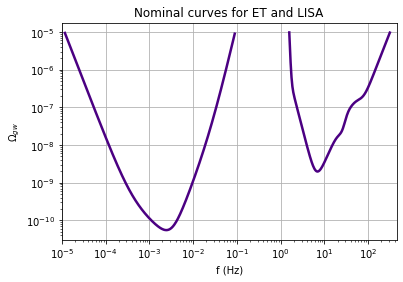 Nominal curves for ET and LISA
10⁻⁵
10⁻⁶
10⁻⁷
10⁻⁸
10⁻⁹
10⁻¹⁰
Ω_gw
10⁻⁵ 10⁻⁴ 10⁻³ 10⁻² 10⁻¹ 10⁰ 10¹ 10²
f (Hz)